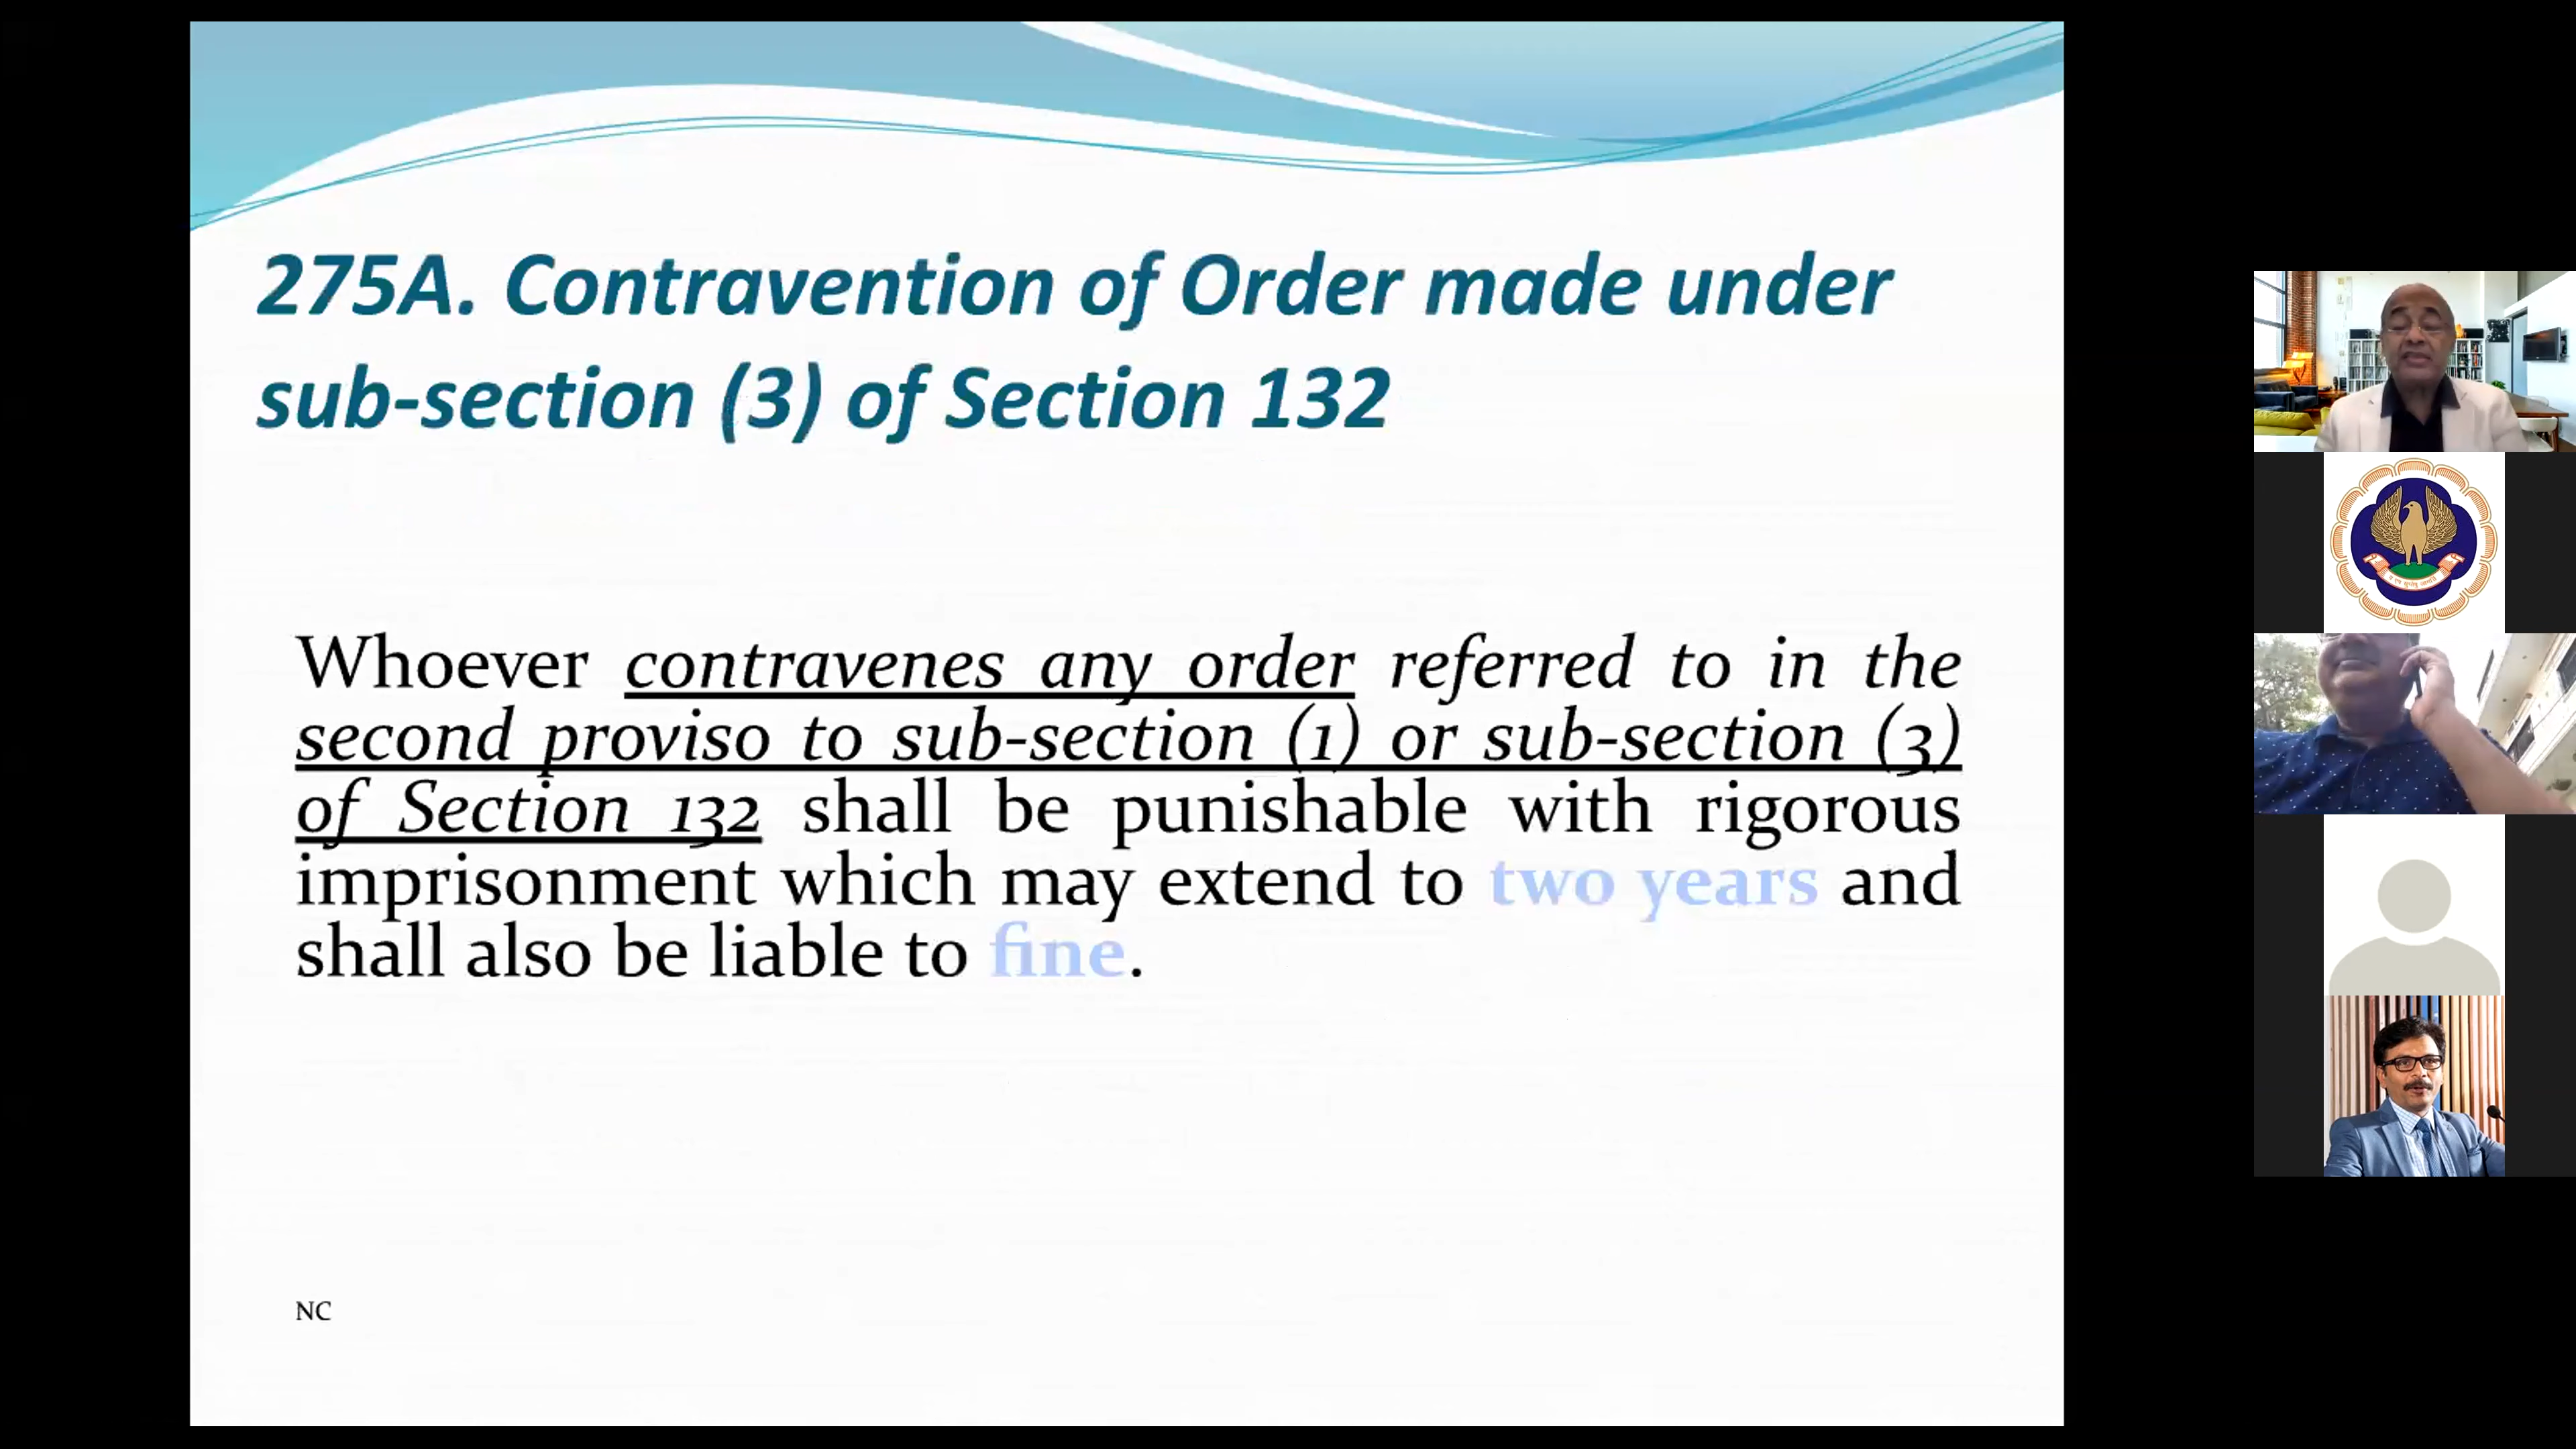 275A. Contravention of Order made under
sub-section (3) of Section 132
Whoever contravenes any order referred to in the
second proviso to sub-section (1) or sub-section (3)
of Section 132 shall be punishable with rigorous
imprisonment which may extend to two years and
shall also be liable to fine.
NC